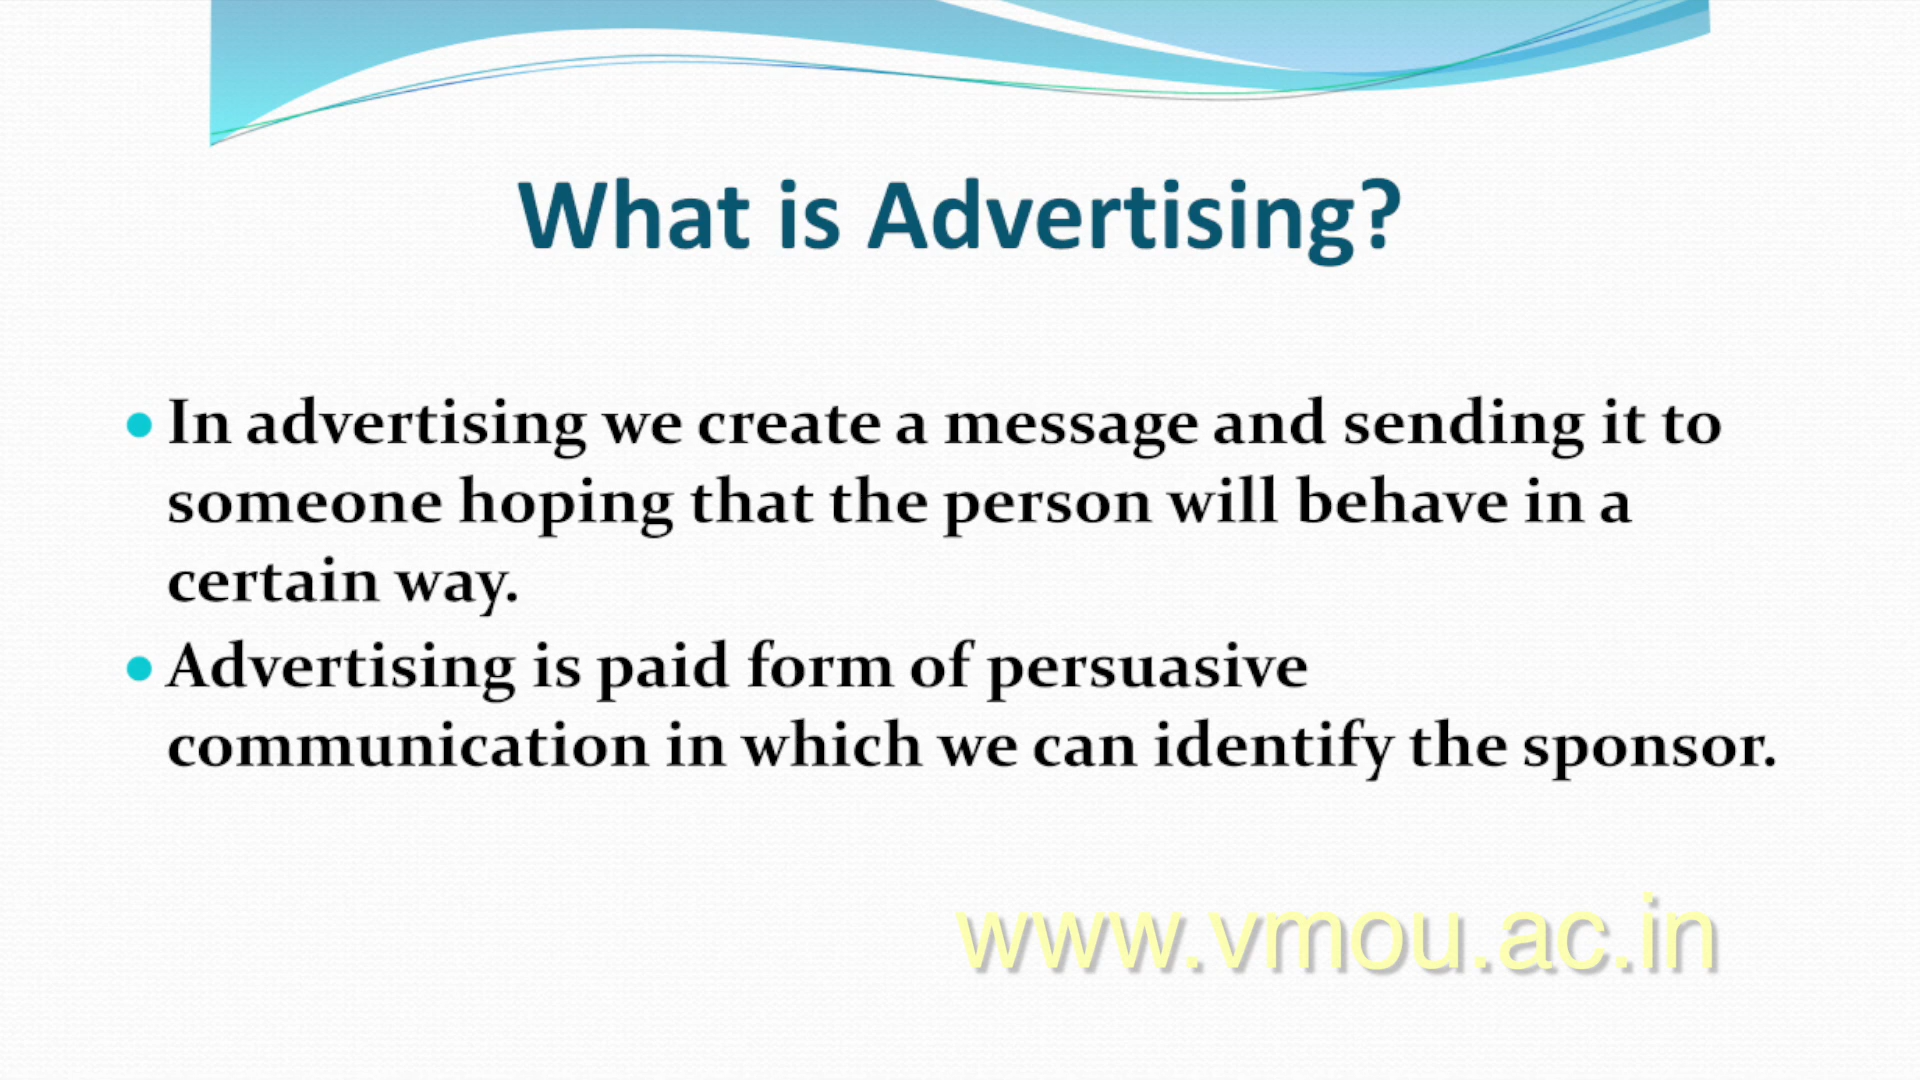 What is Advertising?
In advertising we create a message and sending it to
someone hoping that the person will behave in a
certain way.
Advertising is paid form of persuasive
communication in which we can identify the sponsor.
www.vmou.ac.in